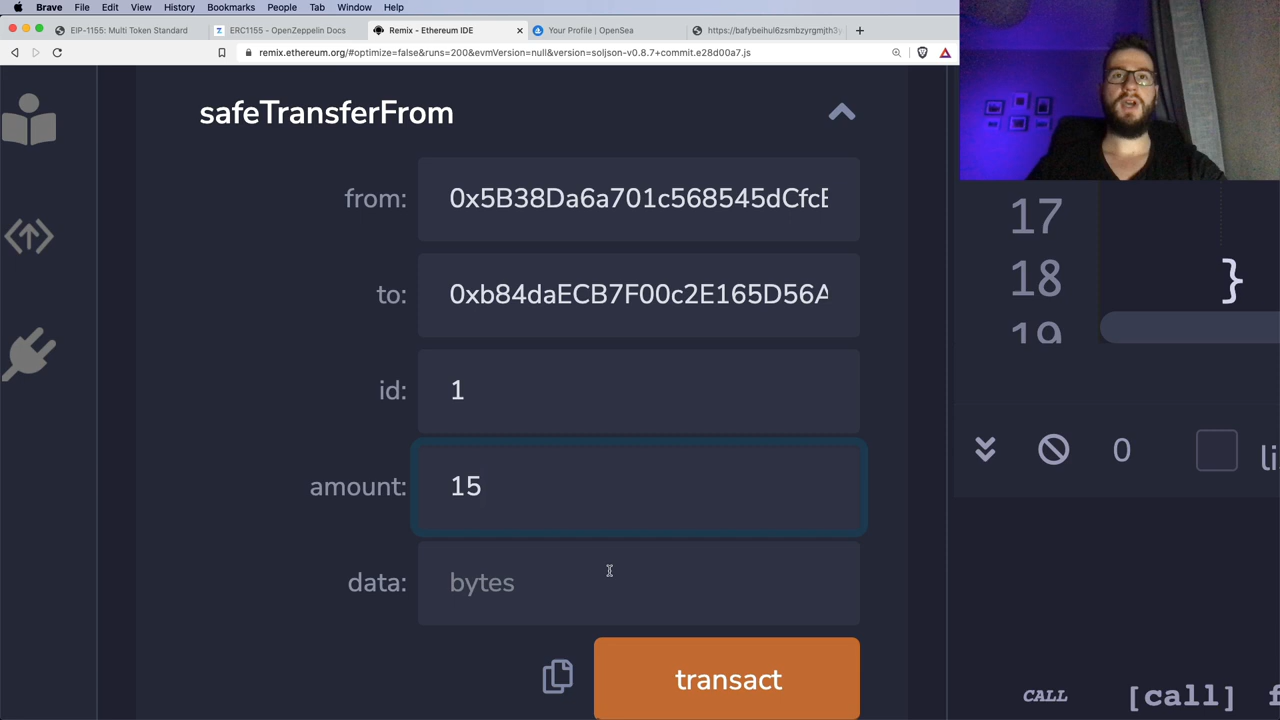 Brave File Edit View History Bookmarks People Tab Window Help
EIP-1155: Multi Token Standard ERC1155 - OpenZeppelin Docs Remix - Ethereum IDE Your Profile | OpenSea https://bafybeihul6zsmbzyrgmjth3y
remix.ethereum.org/#optimize=false&runs=200&evmVersion=null&version=soljson-v0.8.7+commit.e28d00a7.js
safeTransferFrom
from: 0x5B38Da6a701c568545dCfcB
to: 0xb84daECB7F00c2E165D56A
id: 1
amount: 15
data: bytes
transact
17
18 }
19
0
CALL [call]